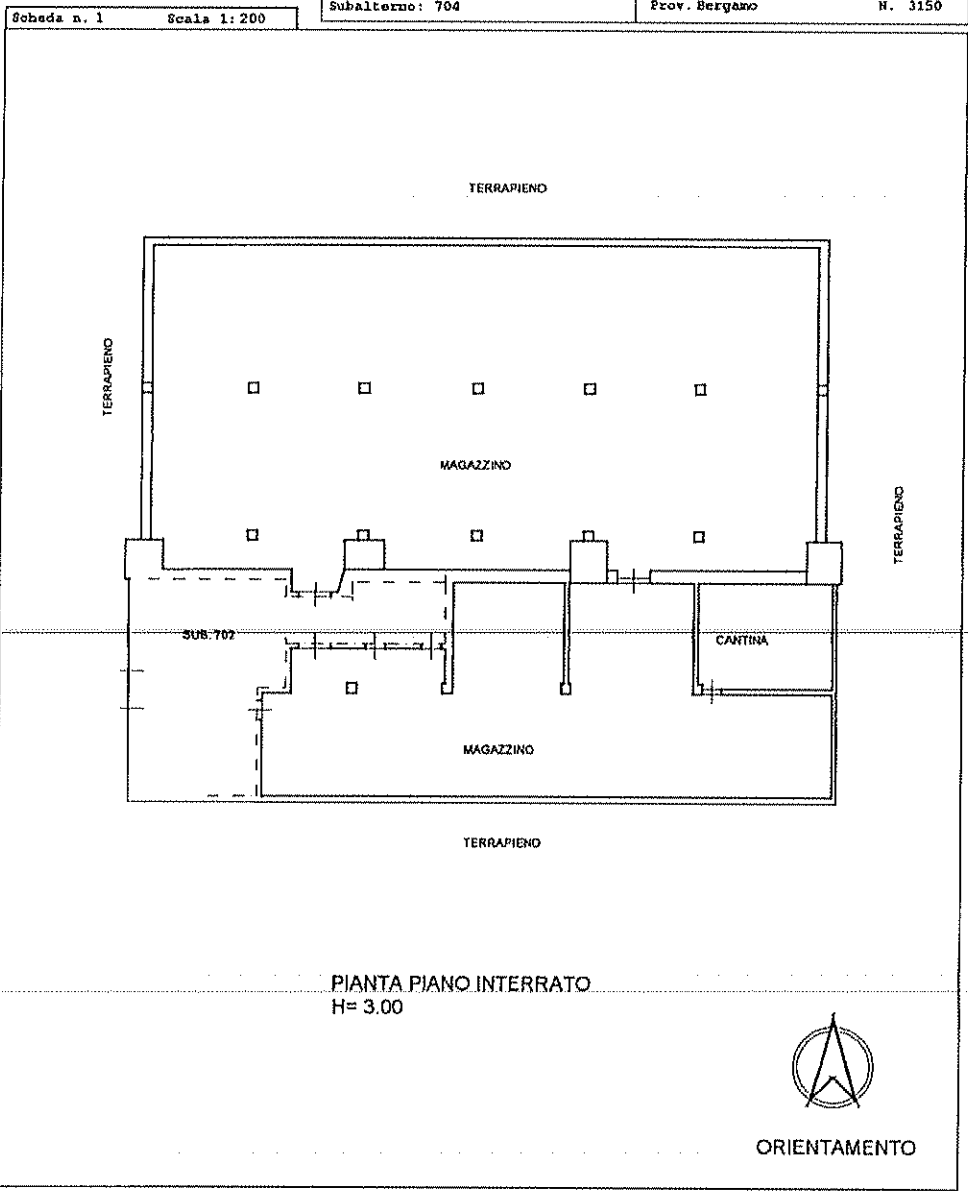 Scheda n. 1 Scala 1:200
Subalterno: 704
Prov. Bergamo N. 3150
TERRAPIENO
TERRAPIENO
MAGAZZINO
TERRAPIENO
SUB. 702
CANTINA
MAGAZZINO
TERRAPIENO
PIANTA PIANO INTERRATO
H= 3.00
ORIENTAMENTO